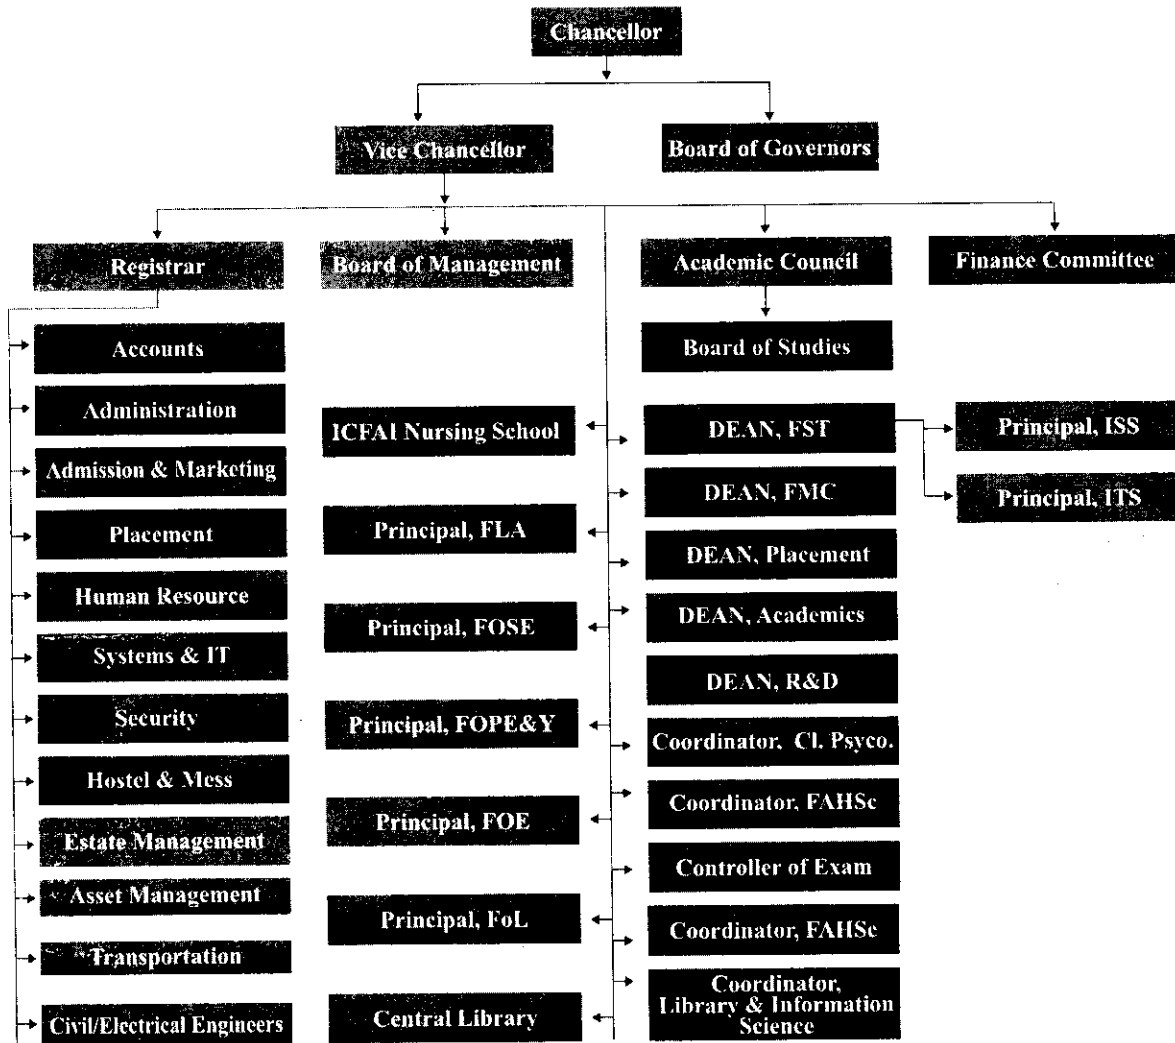 Chancellor
Vice Chancellor
Board of Governors
Registrar
Board of Management
Academic Council
Finance Committee
Accounts
Administration
Admission & Marketing
Placement
Human Resource
Systems & IT
Security
Hostel & Mess
Estate Management
Asset Management
Transportation
Civil/Electrical Engineers
ICFAI Nursing School
Principal, FLA
Principal, FOSE
Principal, FOPE&Y
Principal, FOE
Principal, FoL
Central Library
Board of Studies
DEAN, FST
DEAN, FMC
DEAN, Placement
DEAN, Academics
DEAN, R&D
Coordinator, Cl. Psyco.
Coordinator, FAHSc
Controller of Exam
Coordinator, FAHSc
Coordinator,
Library & Information
Science
Principal, ISS
Principal, ITS